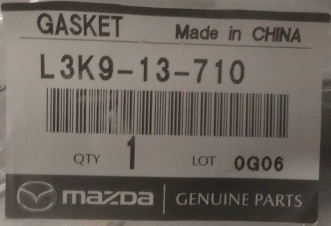 GASKET Made in CHINA
L3K9-13-710
QTY 1 LOT 0G06
mazda GENUINE PARTS